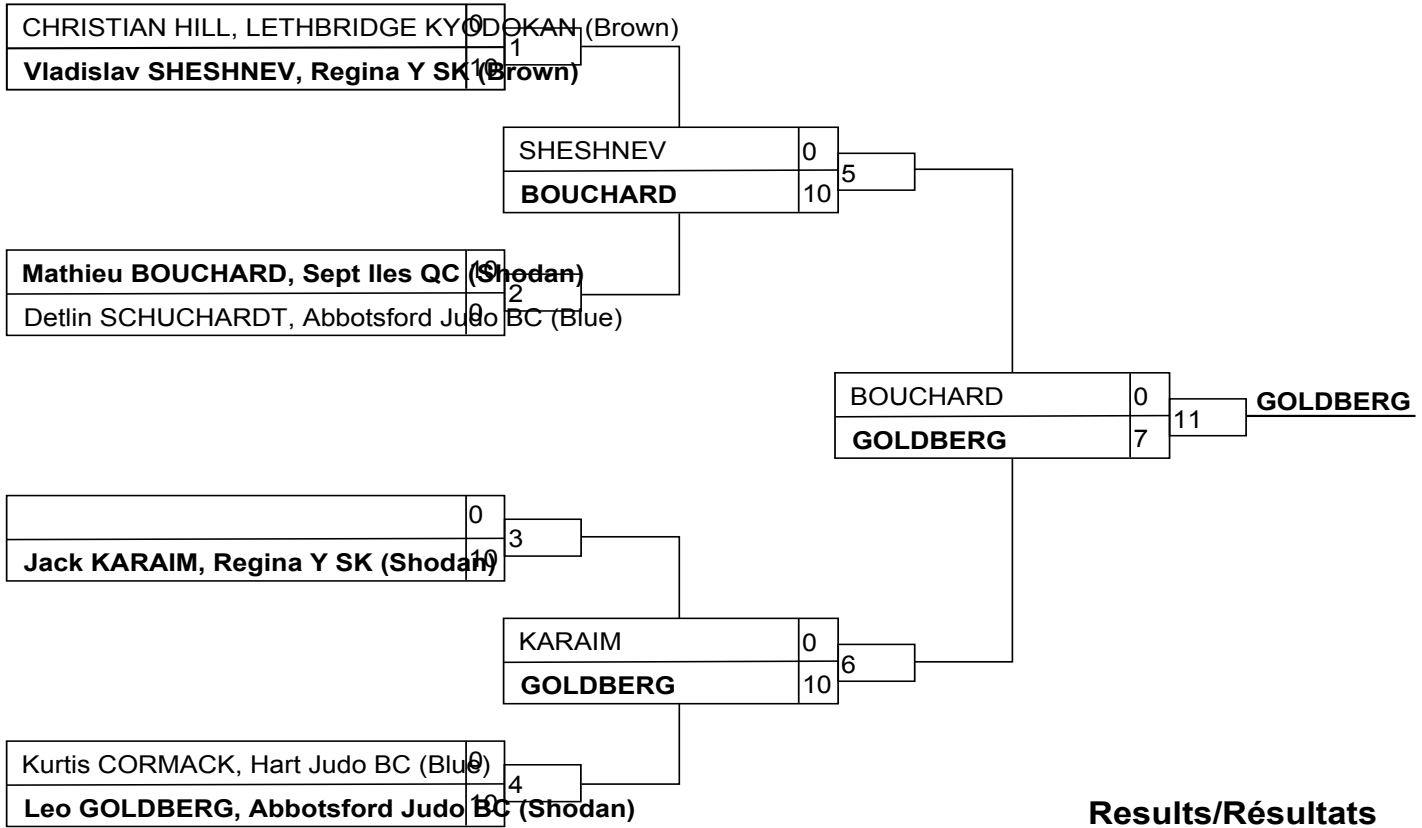 CHRISTIAN HILL, LETHBRIDGE KYODOKAN (Brown) 0
1
Vladislav SHESHNEV, Regina Y SK (Brown) 10
SHESHNEV 0
5
BOUCHARD 10
Mathieu BOUCHARD, Sept Iles QC (Shodan) 10
2
Detlin SCHUCHARDT, Abbotsford Judo BC (Blue) 0
BOUCHARD 0
11
GOLDBERG
GOLDBERG 7
0
3
Jack KARAIM, Regina Y SK (Shodan) 10
KARAIM 0
6
GOLDBERG 10
Kurtis CORMACK, Hart Judo BC (Blue) 0
4
Leo GOLDBERG, Abbotsford Judo BC (Shodan) 10
Results/Résultats